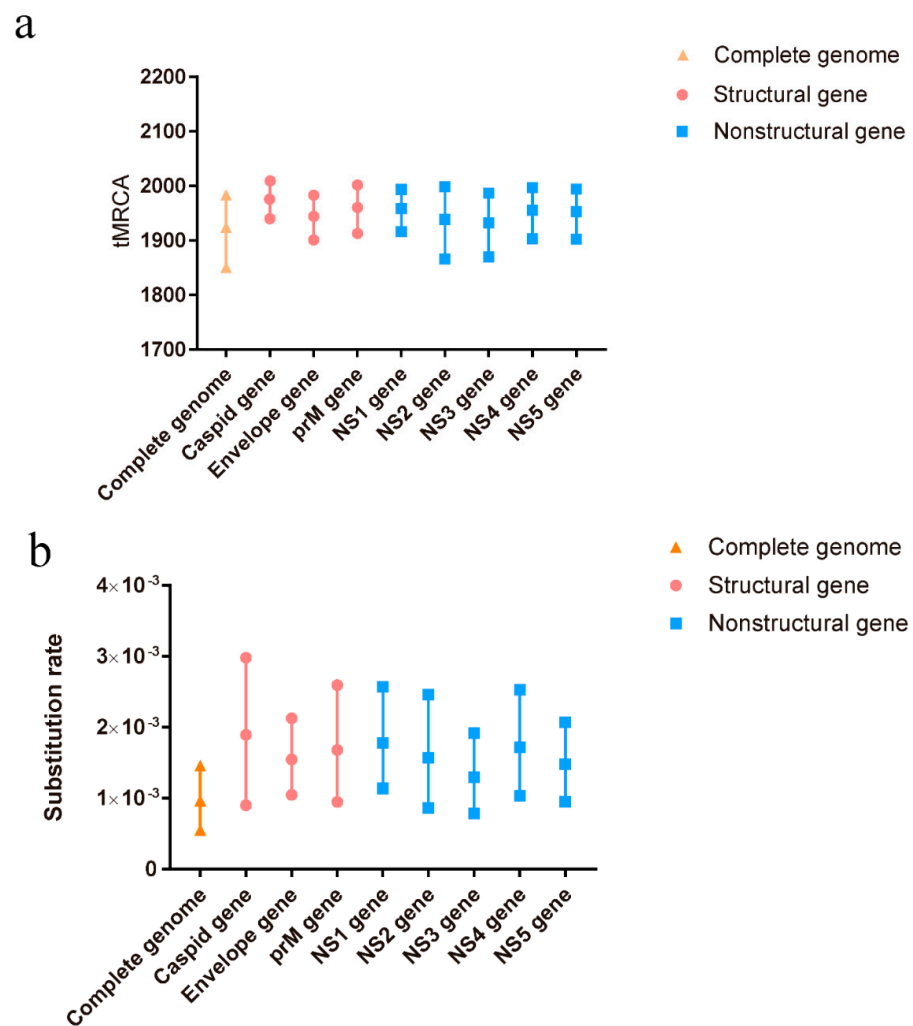 a
Complete genome
Structural gene
Nonstructural gene
2200
2100
2000
1900
1800
1700
tMRCA
Complete genome
Caspid gene
Envelope gene
prM gene
NS1 gene
NS2 gene
NS3 gene
NS4 gene
NS5 gene
b
Complete genome
Structural gene
Nonstructural gene
4×10⁻³
3×10⁻³
2×10⁻³
1×10⁻³
0
Substitution rate
Complete genome
Caspid gene
Envelope gene
prM gene
NS1 gene
NS2 gene
NS3 gene
NS4 gene
NS5 gene